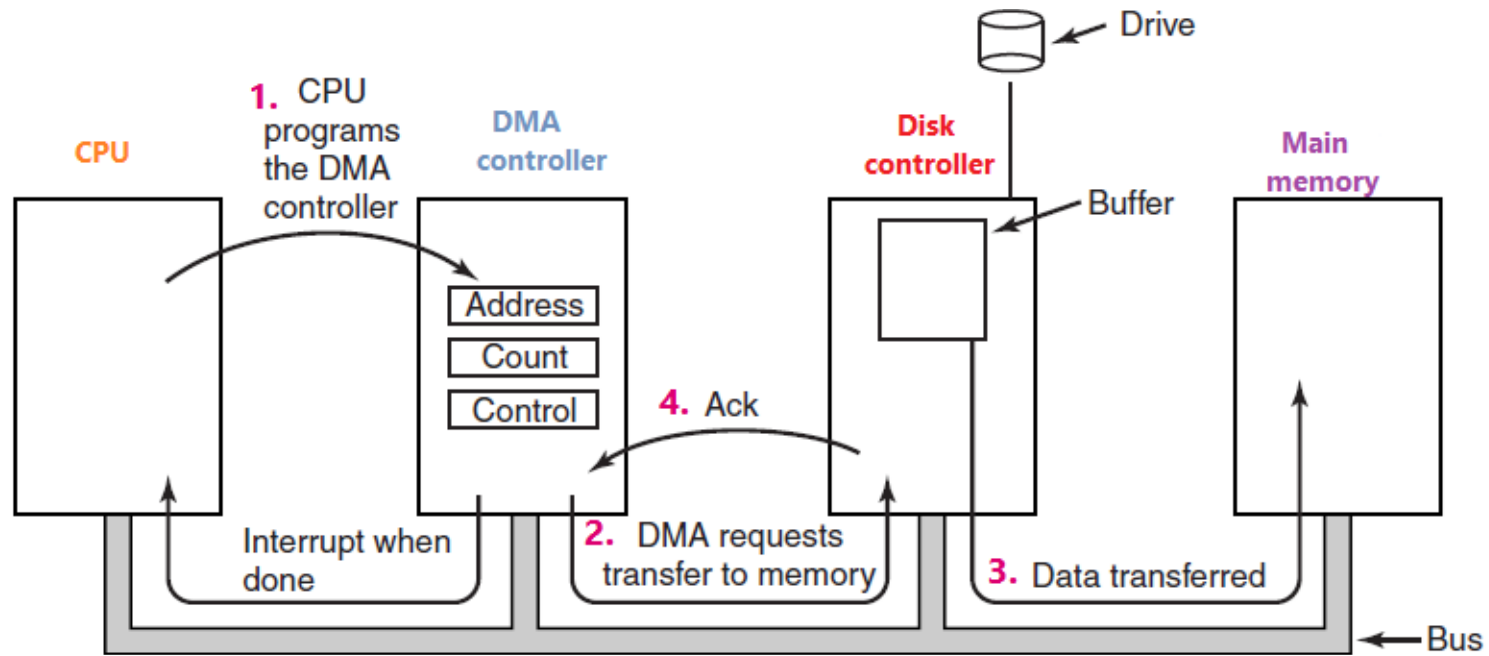 Drive
1. CPU
programs
the DMA
controller
CPU
DMA
controller
Disk
controller
Main
memory
Buffer
Address
Count
Control
4. Ack
Interrupt when
done
2. DMA requests
transfer to memory
3. Data transferred
Bus